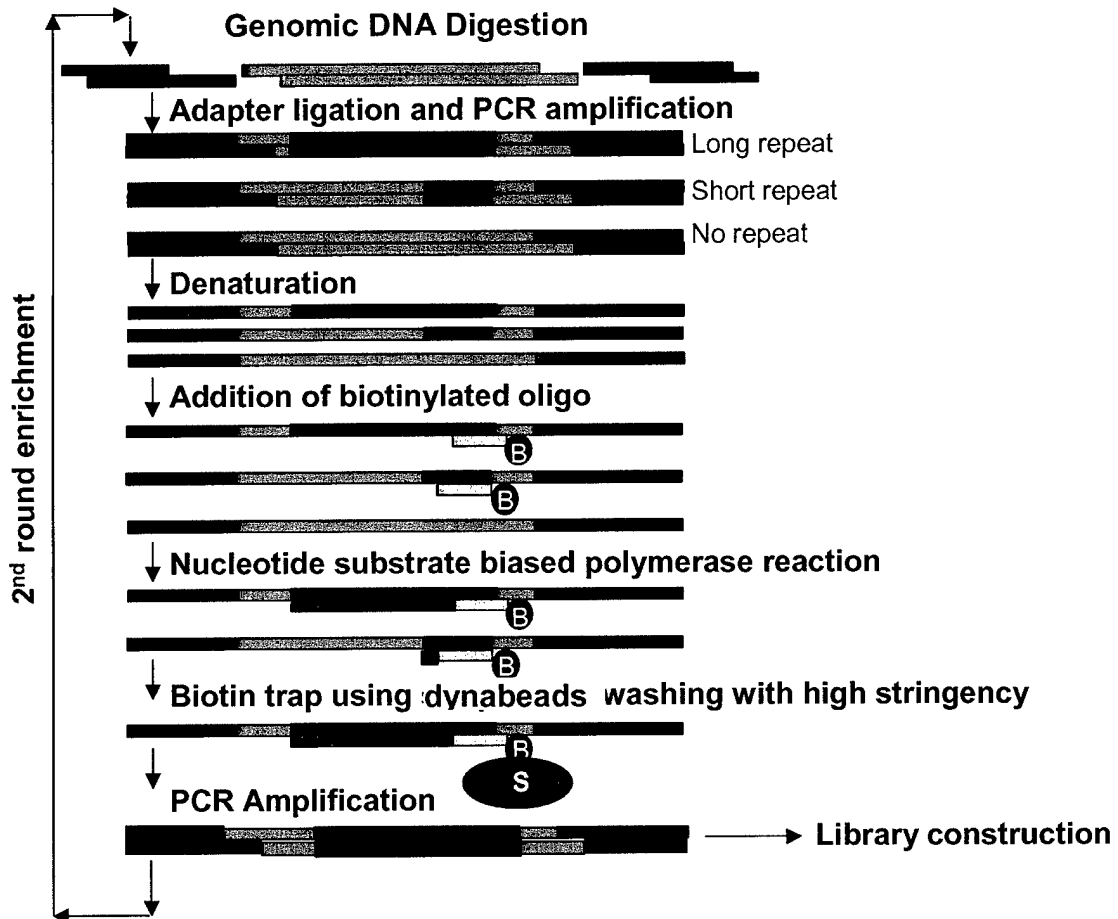 Genomic DNA Digestion
Adapter ligation and PCR amplification
Long repeat
Short repeat
No repeat
Denaturation
2nd round enrichment
Addition of biotinylated oligo
B
B
Nucleotide substrate biased polymerase reaction
B
B
Biotin trap using dynabeads washing with high stringency
B
S
PCR Amplification
Library construction